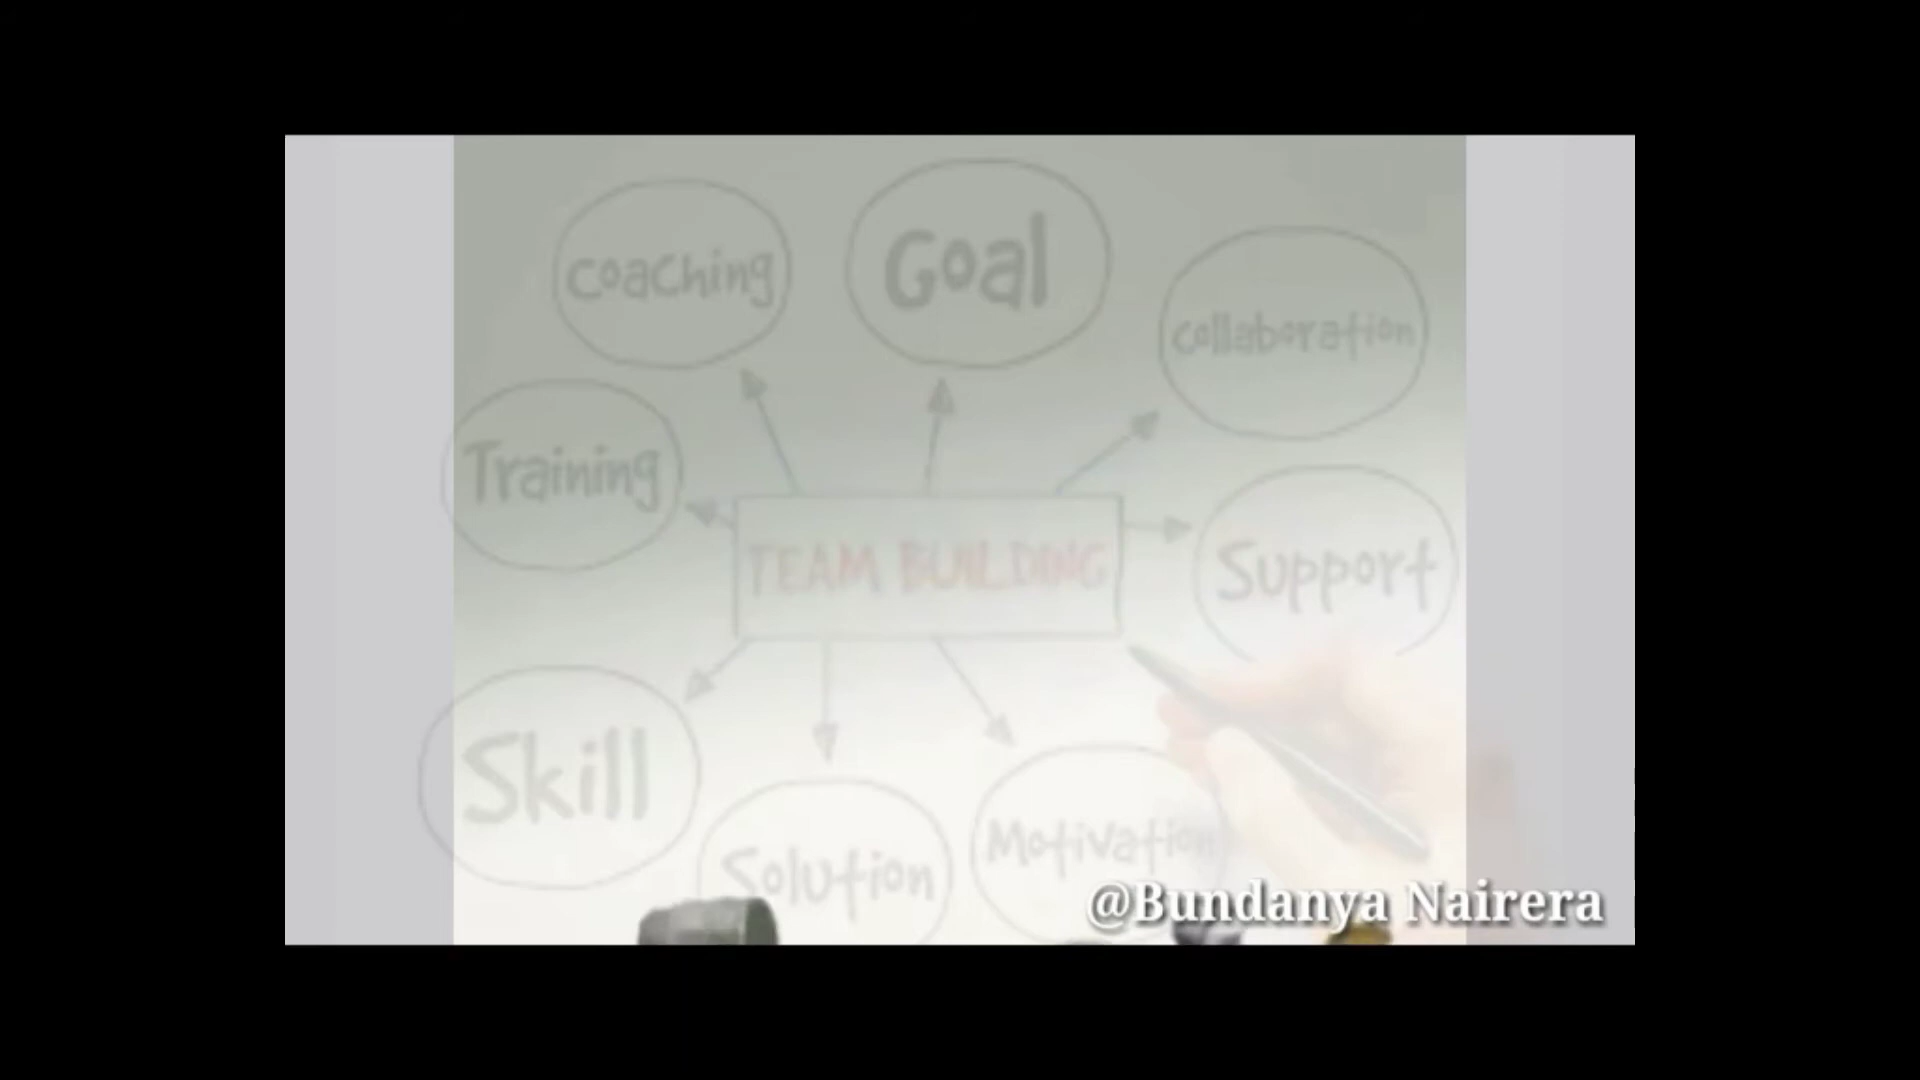 Coaching
Goal
Collaboration
Training
TEAM BUILDING
Support
Skill
Solution
Motivation
@Bundanya Nairera